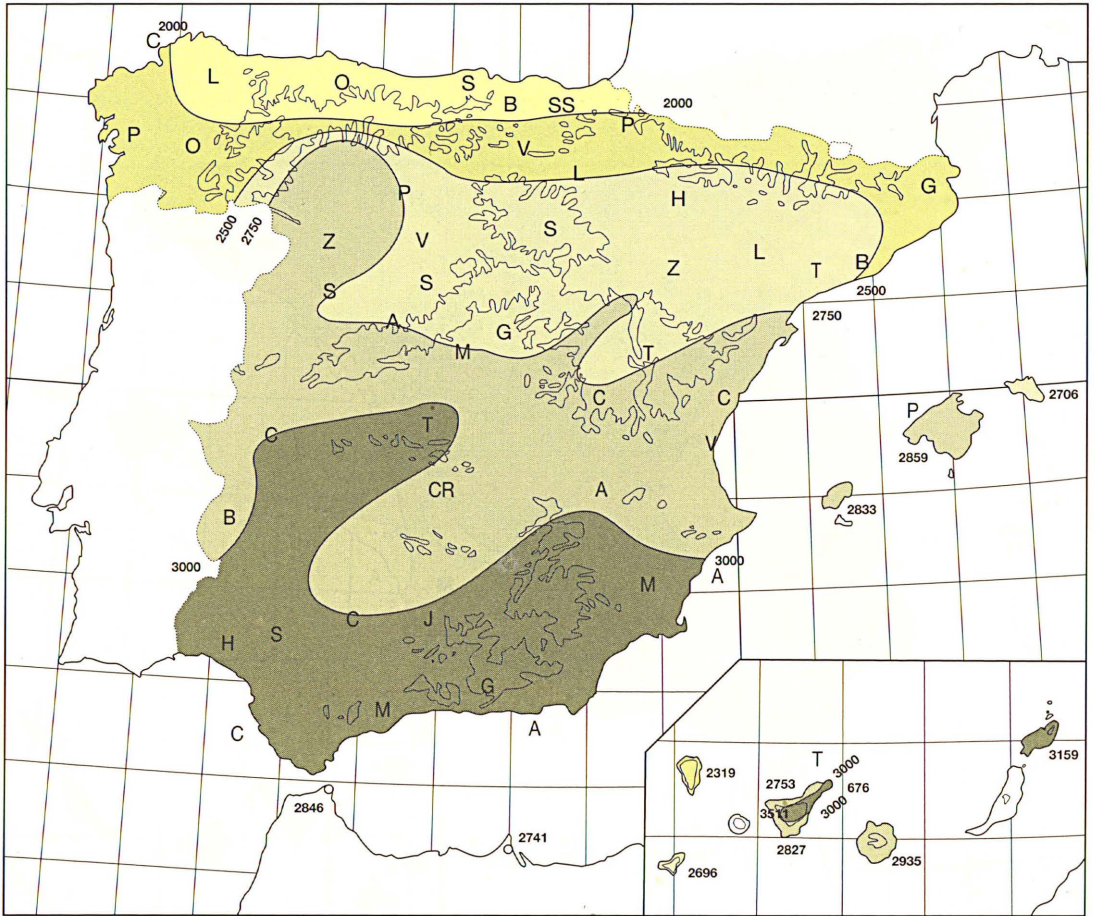 2000
C
L O S B SS 2000
P P
O V
L
P H G
2500 2750 Z V S L B
S S Z T
2500
A G 2750
M T
C C 2706
P
C T V 2859
CR A 2833
B
3000 3000
M A
C J
H S
G
M
C A
T 3159
2319 2753 3000
676
2846 3511 3000
2741 2827 2935
2696